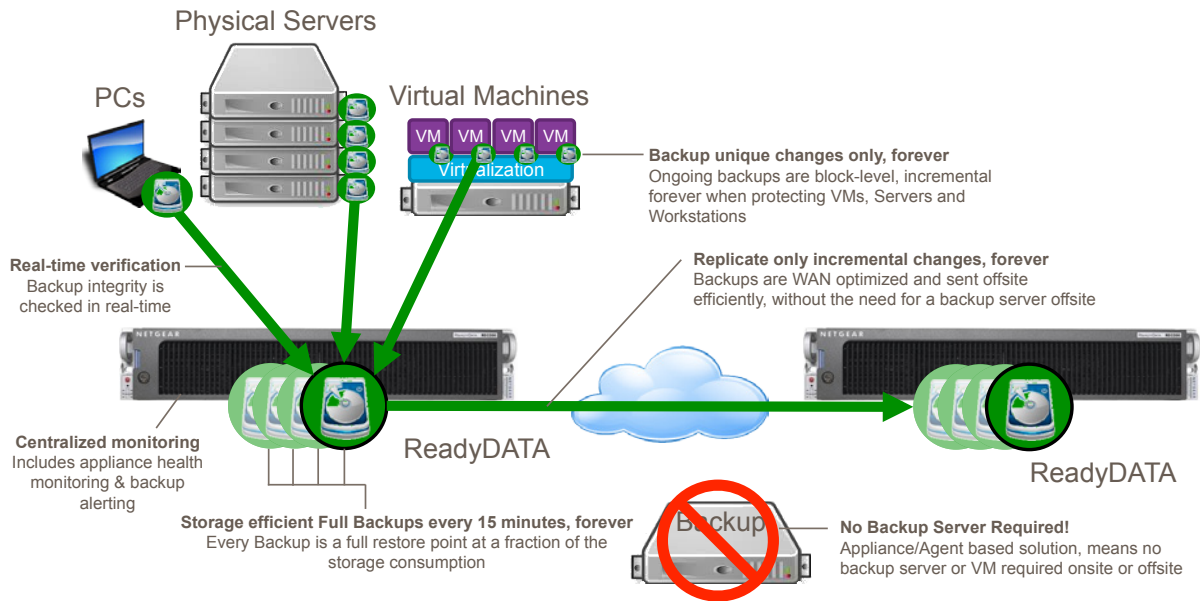 Physical Servers
PCs
Virtual Machines
VM VM VM VM
Virtualization
Backup unique changes only, forever
Ongoing backups are block-level, incremental
forever when protecting VMs, Servers and
Workstations
Real-time verification
Backup integrity is
checked in real-time
Replicate only incremental changes, forever
Backups are WAN optimized and sent offsite
efficiently, without the need for a backup server offsite
NETGEAR
NETGEAR
ReadyDATA
ReadyDATA
Centralized monitoring
Includes appliance health
monitoring & backup
alerting
Storage efficient Full Backups every 15 minutes, forever
Every Backup is a full restore point at a fraction of the
storage consumption
Backup
No Backup Server Required!
Appliance/Agent based solution, means no
backup server or VM required onsite or offsite